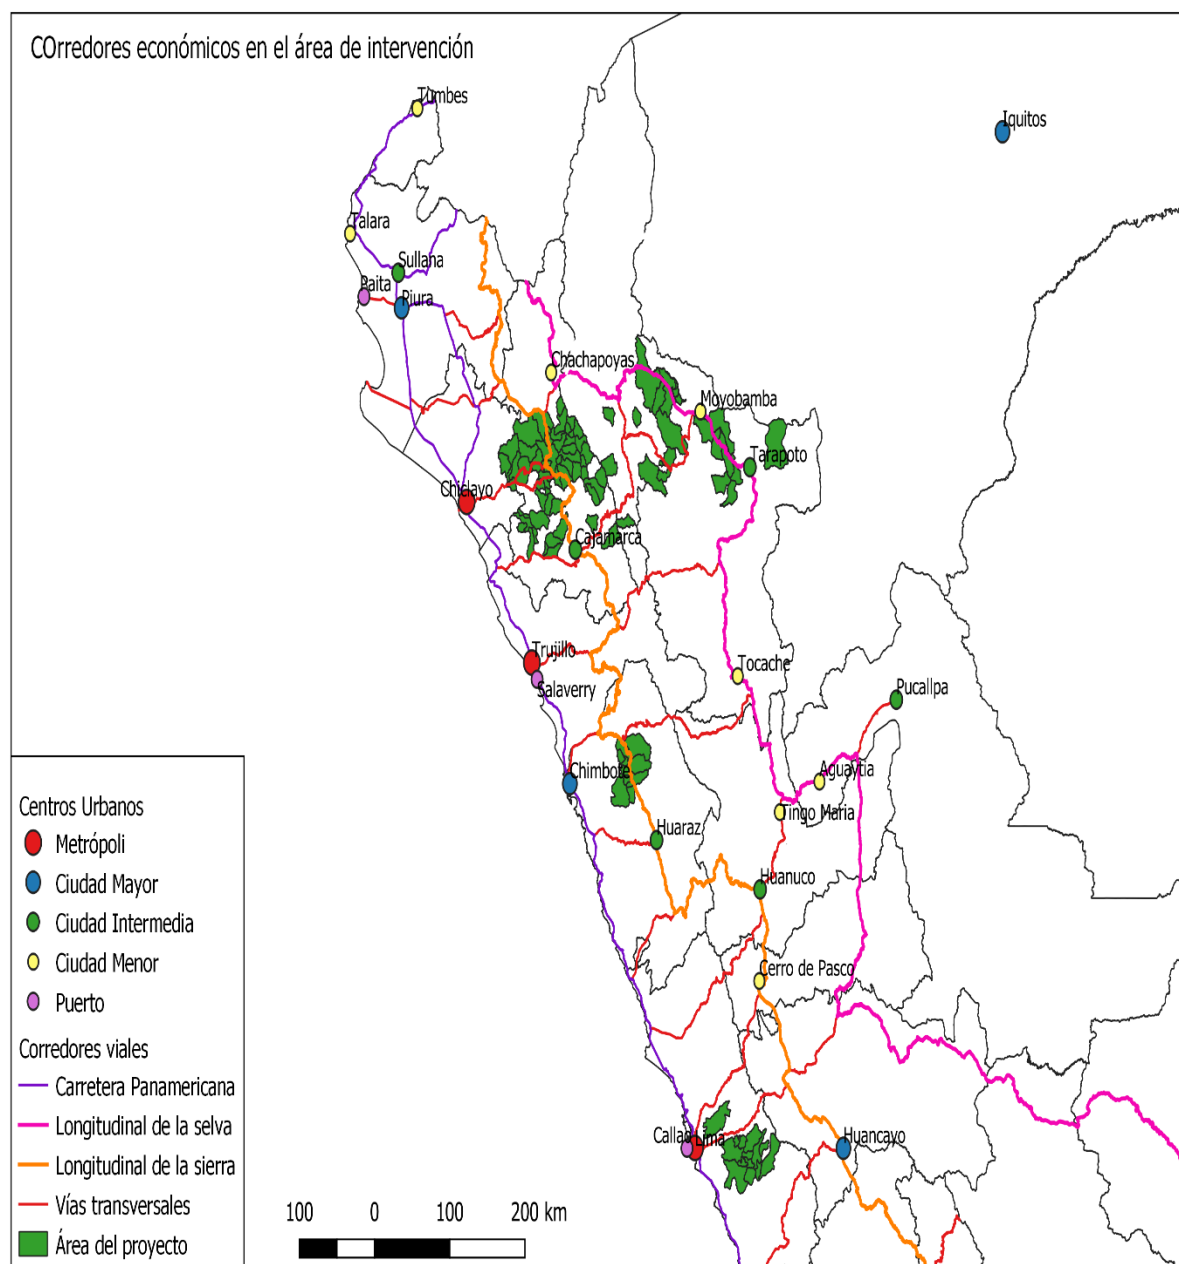 COrredores económicos en el área de intervención
Tumbes
Iquitos
Talara
Sullana
Paita
Piura
Chachapoyas
Moyobamba
Tarapoto
Chiclayo
Cajamarca
Trujillo
Salaverry
Tocache
Pucallpa
Chimbote
Aguaytia
Tingo Maria
Huaraz
Huanuco
Cerro de Pasco
Callao
Lima
Huancayo
Centros Urbanos
Metrópoli
Ciudad Mayor
Ciudad Intermedia
Ciudad Menor
Puerto
Corredores viales
Carretera Panamericana
Longitudinal de la selva
Longitudinal de la sierra
Vías transversales
Área del proyecto
100 0 100 200 km